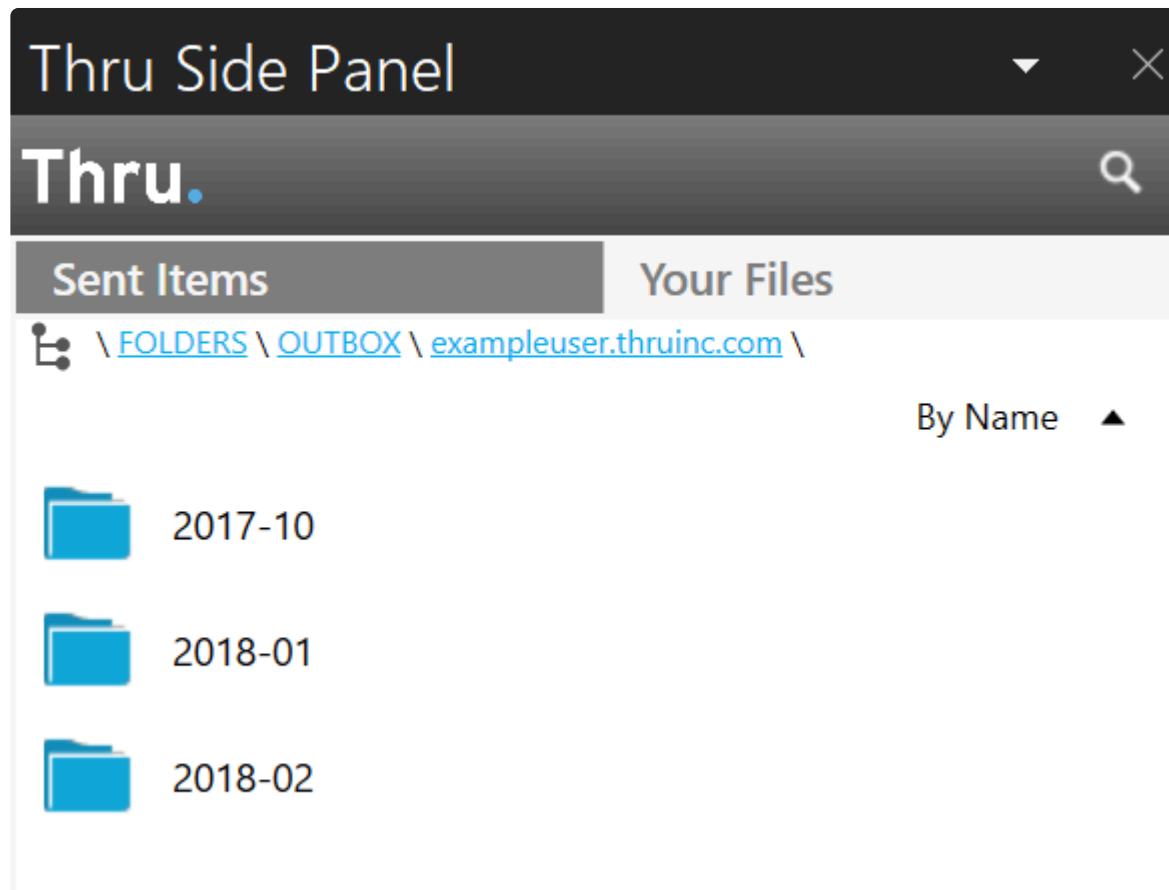 Thru Side Panel
Thru.
Sent Items Your Files
\ FOLDERS \ OUTBOX \ exampleuser.thruinc.com \
By Name
2017-10
2018-01
2018-02